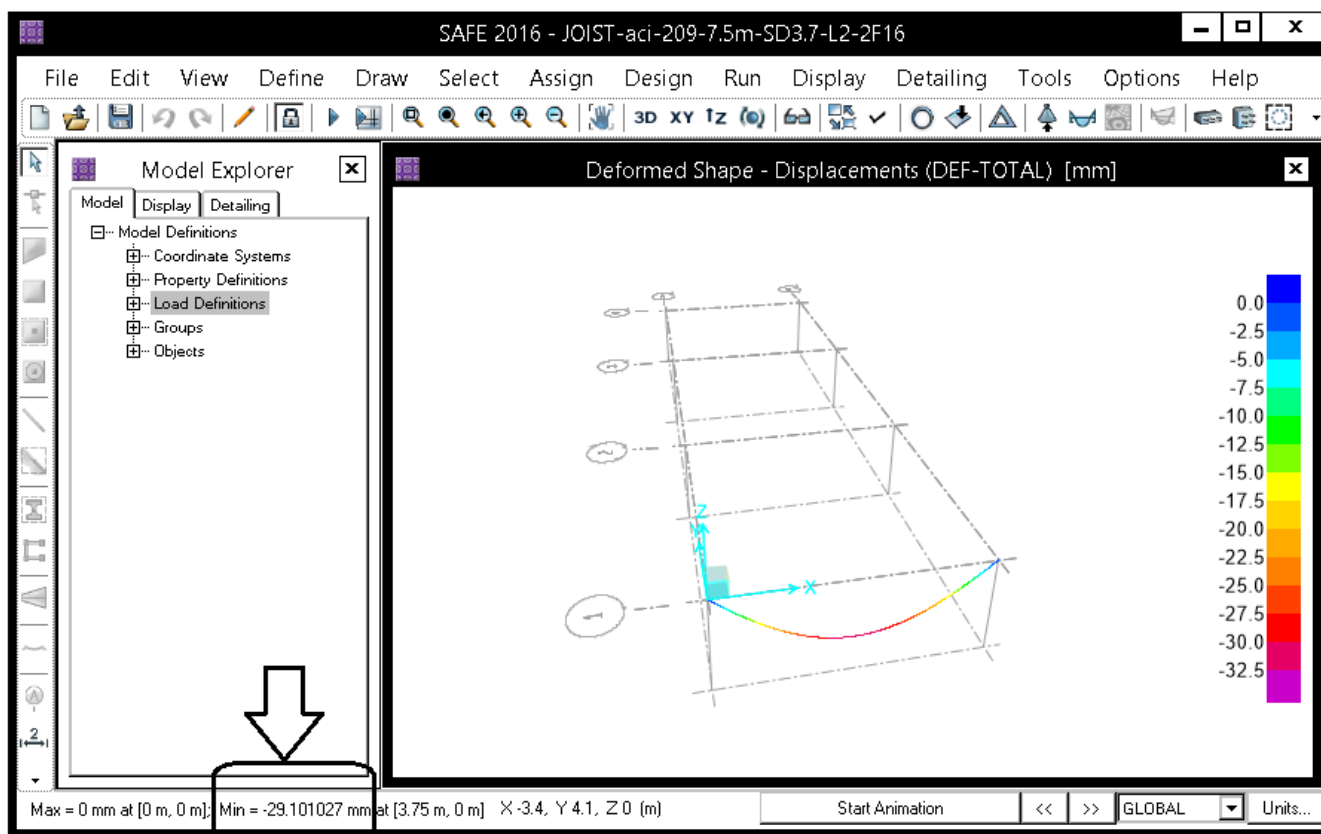 SAFE 2016 - JOIST-aci-209-7.5m-SD3.7-L2-2F16
File Edit View Define Draw Select Assign Design Run Display Detailing Tools Options Help
3D XY
Model Explorer
Model Display Detailing
Model Definitions
Coordinate Systems
Property Definitions
Load Definitions
Groups
Objects
Deformed Shape - Displacements (DEF-TOTAL) [mm]
0.0
-2.5
-5.0
-7.5
-10.0
-12.5
-15.0
-17.5
-20.0
-22.5
-25.0
-27.5
-30.0
-32.5
Z
X
2
1
2
Max = 0 mm at [0 m, 0 m]; Min = -29.101027 mm at [3.75 m, 0 m] X -3.4, Y 4.1, Z 0 (m)
Start Animation << >> GLOBAL Units...